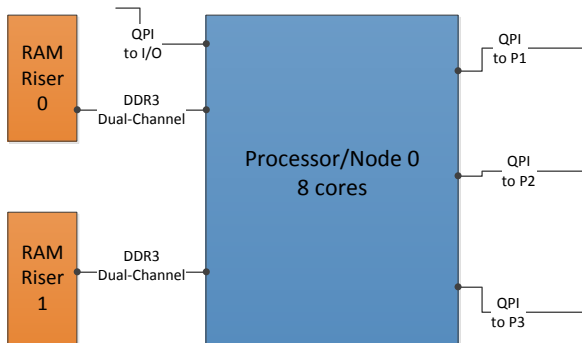 RAM
Riser
0
QPI
to I/O
DDR3
Dual-Channel
RAM
Riser
1
DDR3
Dual-Channel
Processor/Node 0
8 cores
QPI
to P1
QPI
to P2
QPI
to P3